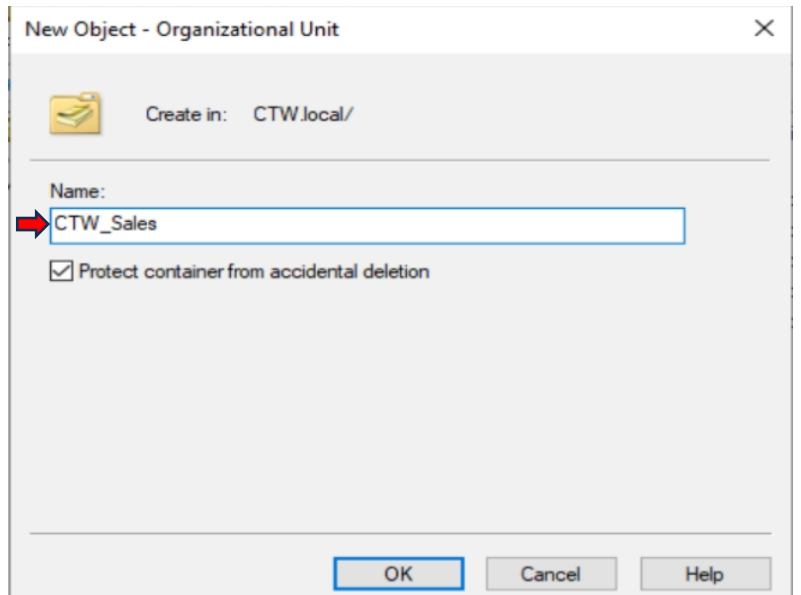 New Object - Organizational Unit
Create in: CTW.local/
Name:
CTW_Sales
Protect container from accidental deletion
OK Cancel Help